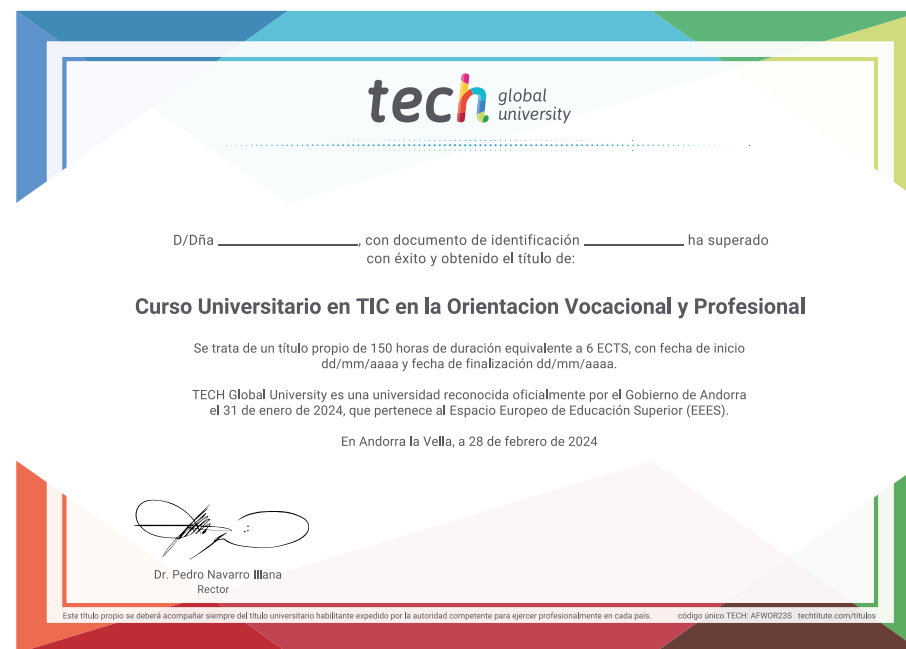 tech global university
D/Dña ____________________, con documento de identificación ______________ ha superado
con éxito y obtenido el título de:
Curso Universitario en TIC en la Orientacion Vocacional y Profesional
Se trata de un título propio de 150 horas de duración equivalente a 6 ECTS, con fecha de inicio
dd/mm/aaaa y fecha de finalización dd/mm/aaaa.
TECH Global University es una universidad reconocida oficialmente por el Gobierno de Andorra
el 31 de enero de 2024, que pertenece al Espacio Europeo de Educación Superior (EEES).
En Andorra la Vella, a 28 de febrero de 2024
Dr. Pedro Navarro Illana
Rector
Este título propio se deberá acompañar siempre del título universitario habilitante expedido por la autoridad competente para ejercer profesionalmente en cada país. código único TECH: AFWOR23S techtitute.com/titulos